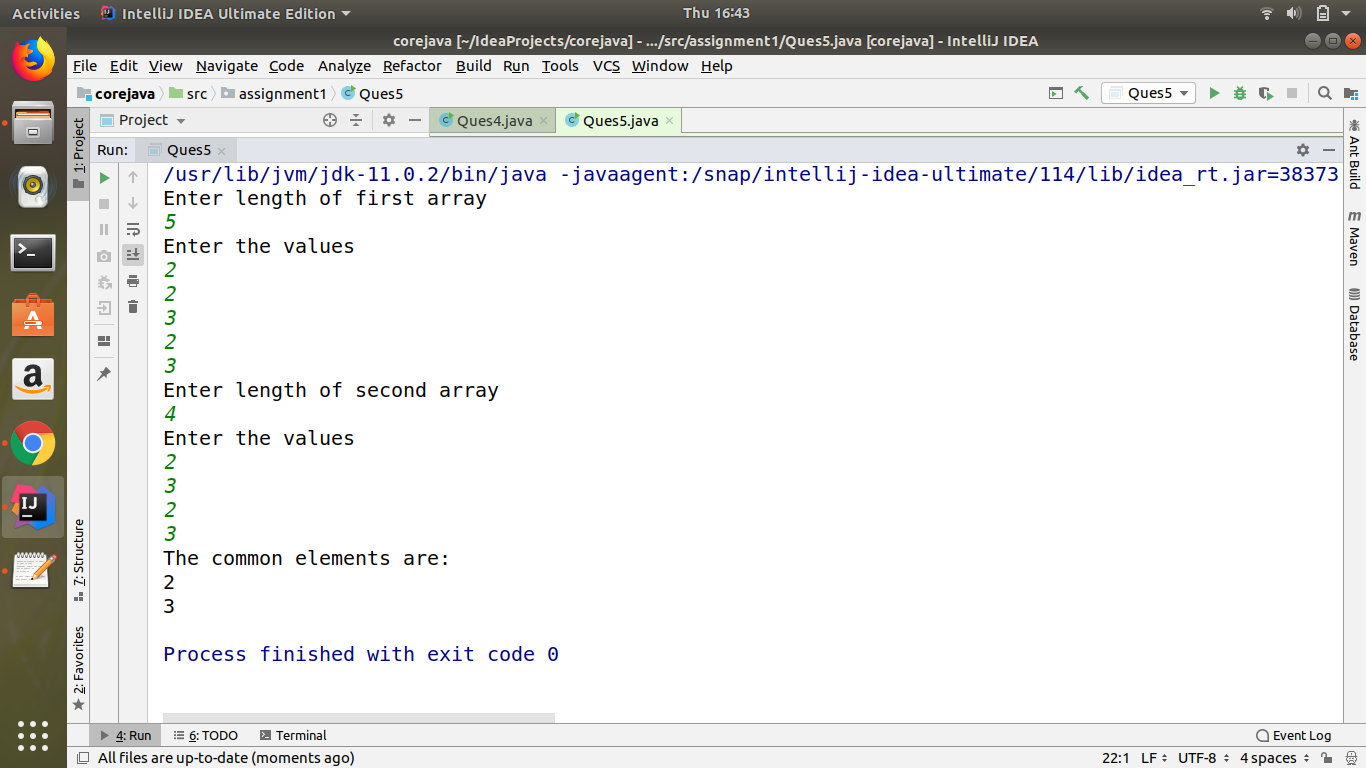 Activities IntelliJ IDEA Ultimate Edition Thu 16:43
corejava [~/IdeaProjects/corejava] - .../src/assignment1/Ques5.java [corejava] - IntelliJ IDEA
File Edit View Navigate Code Analyze Refactor Build Run Tools VCS Window Help
corejava src assignment1 Ques5 Ques5
Project Ques4.java Ques5.java
1: Project
Run: Ques5
/usr/lib/jvm/jdk-11.0.2/bin/java -javaagent:/snap/intellij-idea-ultimate/114/lib/idea_rt.jar=38373
Enter length of first array
5
Enter the values
2
2
3
2
3
Enter length of second array
4
Enter the values
2
3
2
3
The common elements are:
2
3
Process finished with exit code 0
Ant Build
m Maven
Database
7: Structure
2: Favorites
4: Run 6: TODO Terminal Event Log
All files are up-to-date (moments ago) 22:1 LF UTF-8 4 spaces